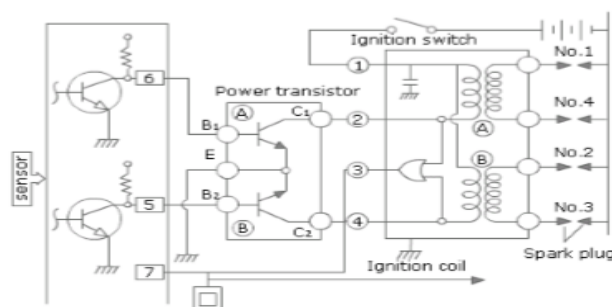 Ignition switch
No.1
1
6
Power transistor
A
C₁
2
No.4
B₁
A
E
3
B
No.2
sensor
5
B₂
B
C₂
4
No.3
Spark plug
7
Ignition coil